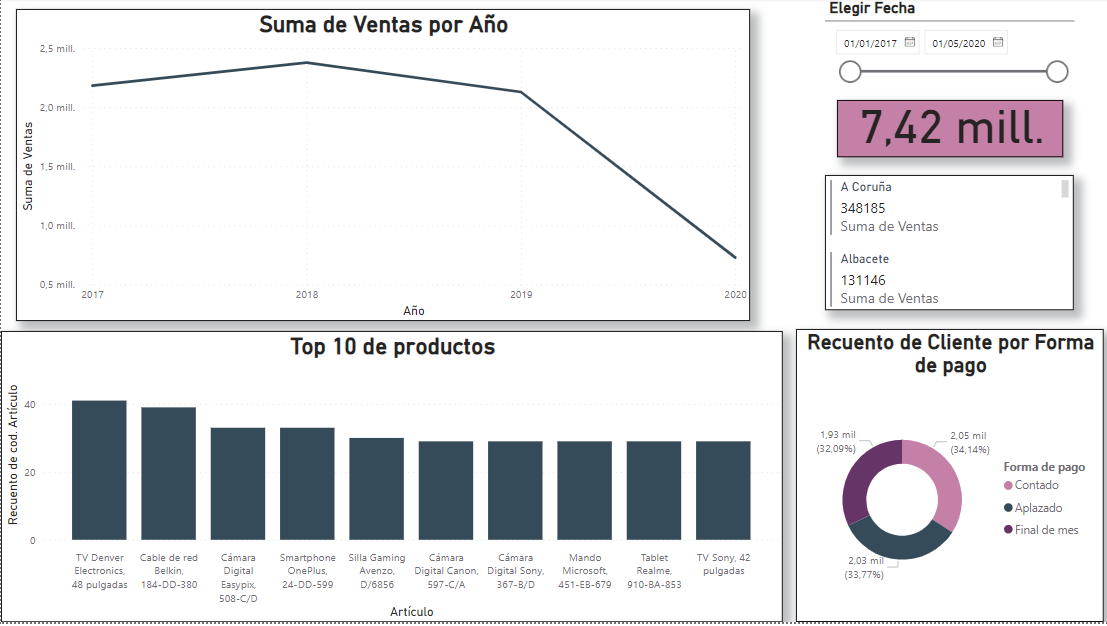 Suma de Ventas por Año
2,5 mill.
2,0 mill.
1,5 mill.
1,0 mill.
0,5 mill.
Suma de Ventas
2017
2018
2019
2020
Año
Elegir Fecha
01/01/2017
01/05/2020
7,42 mill.
A Coruña
348185
Suma de Ventas
Albacete
131146
Suma de Ventas
Top 10 de productos
40
20
0
Recuento de cod. Artículo
TV Denver
Electronics,
48 pulgadas
Cable de red
Belkin,
184-DD-380
Cámara
Digital
Easypix,
508-C/D
Smartphone
OnePlus,
24-DD-599
Silla Gaming
Avenzo,
D/6856
Cámara
Digital Canon,
597-C/A
Cámara
Digital Sony,
367-B/D
Mando
Microsoft,
451-EB-679
Tablet
Realme,
910-BA-853
TV Sony, 42
pulgadas
Artículo
Recuento de Cliente por Forma
de pago
1,93 mil
(32,09%)
2,05 mil
(34,14%)
2,03 mil
(33,77%)
Forma de pago
Contado
Aplazado
Final de mes